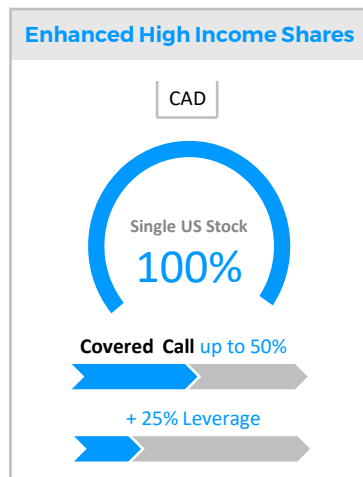 Enhanced High Income Shares
CAD
Single US Stock
100%
Covered Call up to 50%
+ 25% Leverage